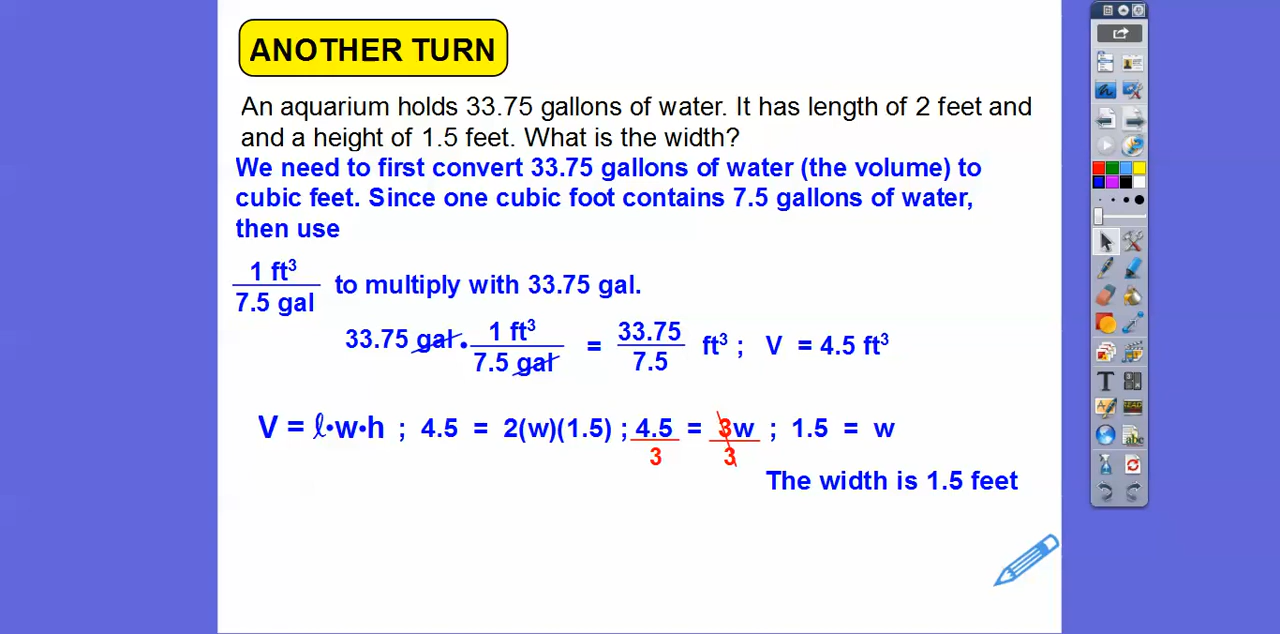 ANOTHER TURN
An aquarium holds 33.75 gallons of water. It has length of 2 feet and
and a height of 1.5 feet. What is the width?
We need to first convert 33.75 gallons of water (the volume) to
cubic feet. Since one cubic foot contains 7.5 gallons of water,
then use
1 ft³/7.5 gal to multiply with 33.75 gal.
33.75 gal • 1 ft³/7.5 gal = 33.75/7.5 ft³ ; V = 4.5 ft³
V = ℓ•w•h ; 4.5 = 2(w)(1.5) ; 4.5/3 = 3w/3 ; 1.5 = w
The width is 1.5 feet